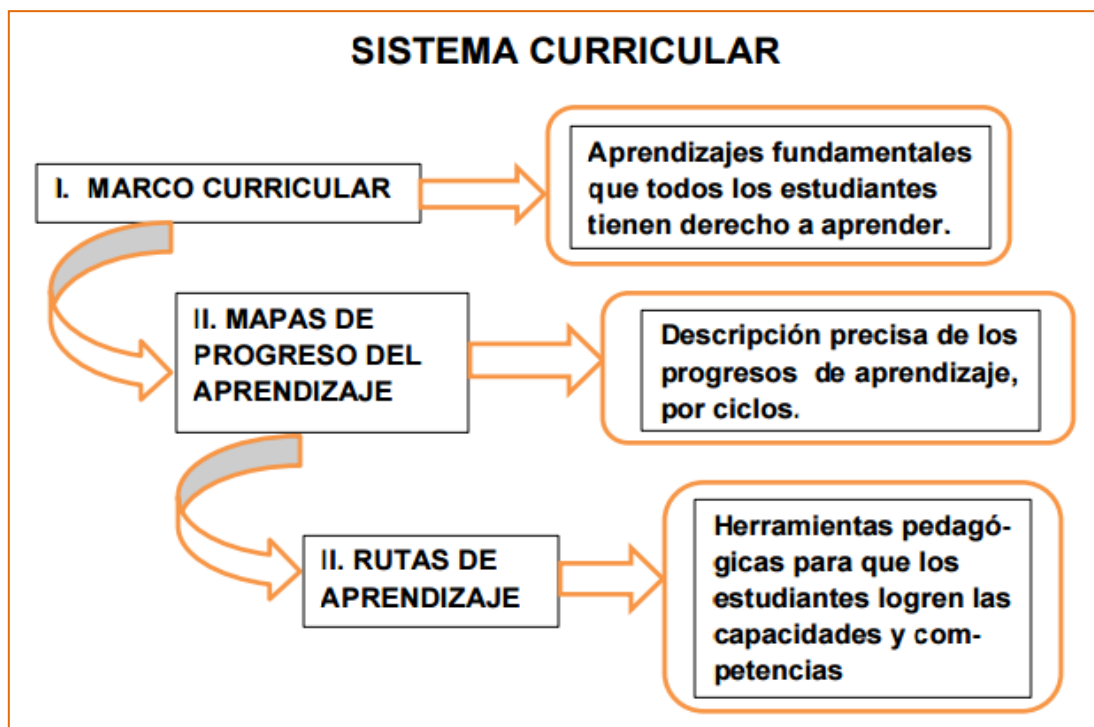 SISTEMA CURRICULAR
I. MARCO CURRICULAR
Aprendizajes fundamentales
que todos los estudiantes
tienen derecho a aprender.
II. MAPAS DE
PROGRESO DEL
APRENDIZAJE
Descripción precisa de los
progresos de aprendizaje,
por ciclos.
II. RUTAS DE
APRENDIZAJE
Herramientas pedagó-
gicas para que los
estudiantes logren las
capacidades y com-
petencias